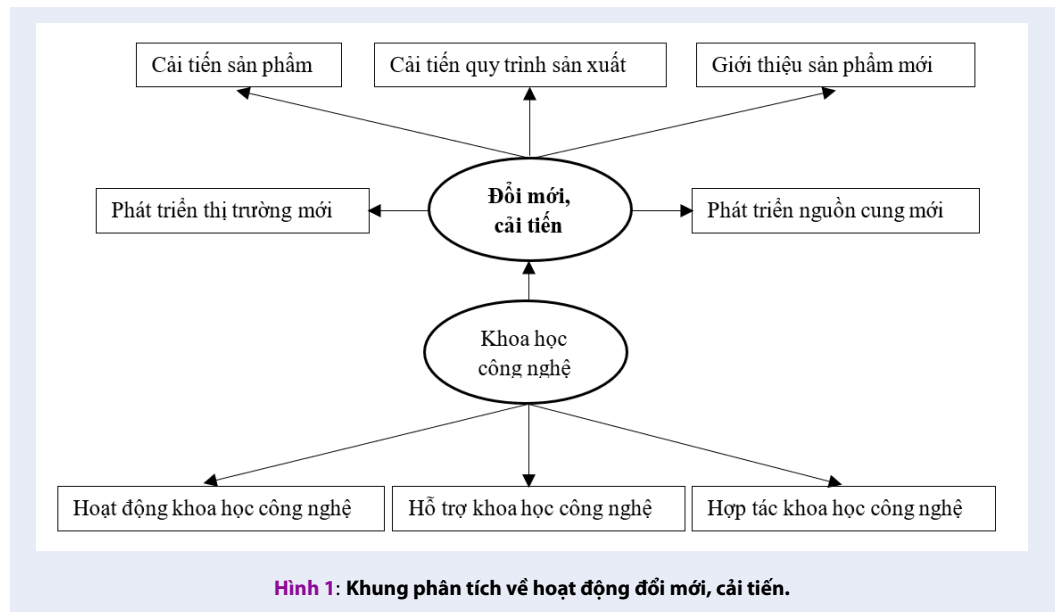 Cải tiến sản phẩm
Cải tiến quy trình sản xuất
Giới thiệu sản phẩm mới
Phát triển thị trường mới
Đổi mới,
cải tiến
Phát triển nguồn cung mới
Khoa học
công nghệ
Hoạt động khoa học công nghệ
Hỗ trợ khoa học công nghệ
Hợp tác khoa học công nghệ
Hình 1: Khung phân tích về hoạt động đổi mới, cải tiến.